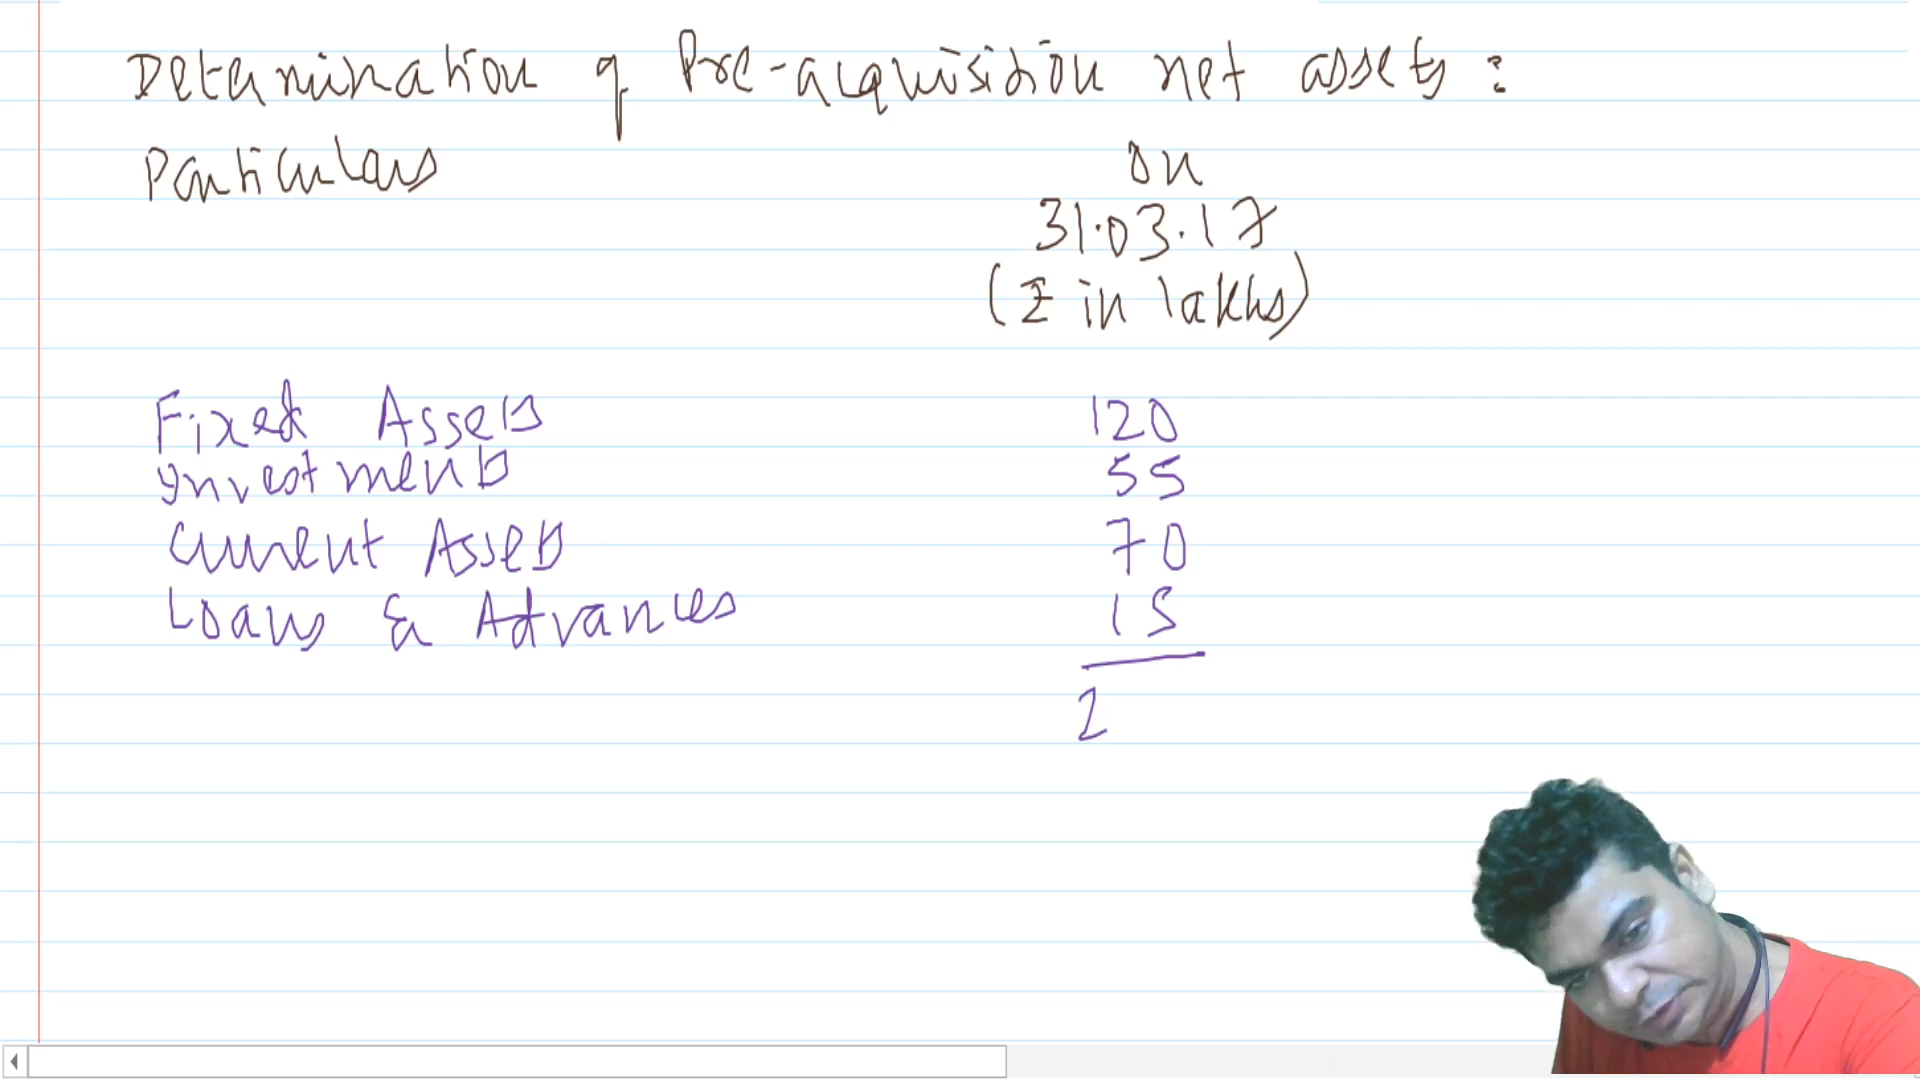 Determination of Pre-acquisition net assets :
Particulars on
31.03.17
(₹ in lakhs)
Fixed Assets 120
Investments 55
Current Assets 70
Loans & Advances 15
2